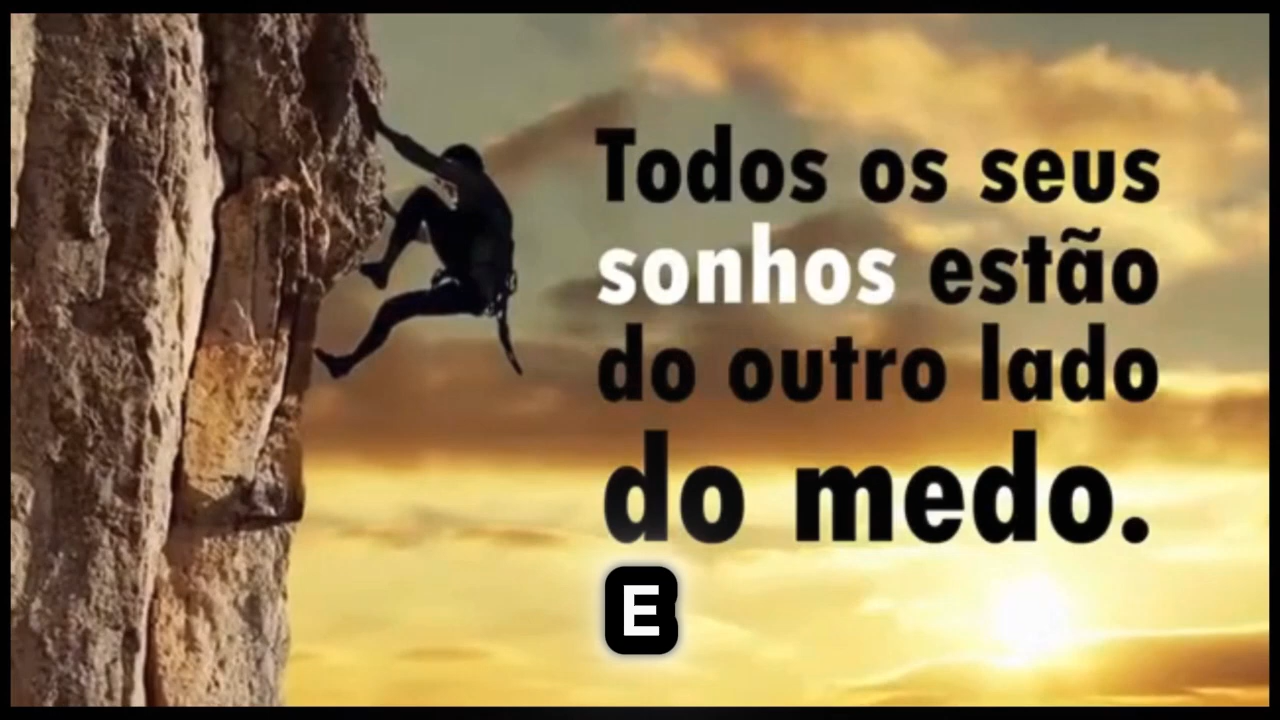 Todos os seus
sonhos estão
do outro lado
do medo.
E